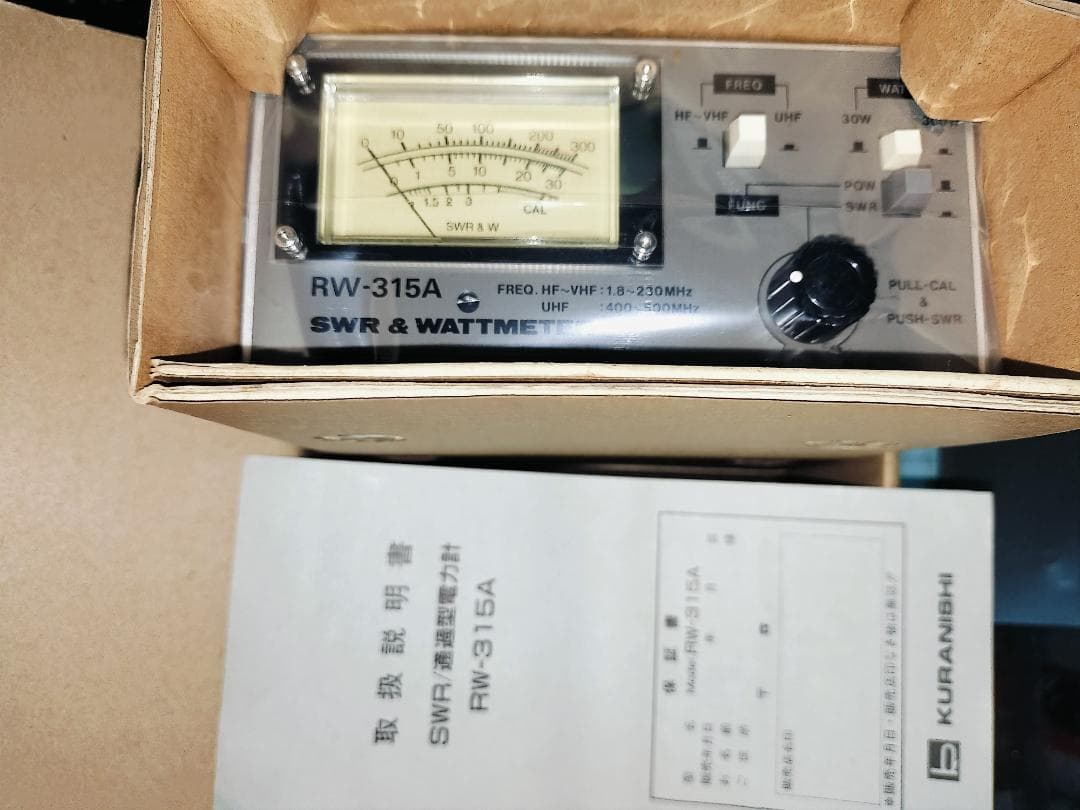 0 10 50 100 200 300
0 1 5 10 20 30
1.5 2 3
CAL
SWR & W
FREQ
HF~VHF UHF
30W
FUNC
POW
SWR
PULL-CAL
&
PUSH-SWR
RW-315A
FREQ. HF~VHF : 1.8~230MHz
UHF : 400~500MHz
SWR & WATTMETE
取扱説明書
SWR/通過型電力計
RW-315A
保証書
Model RW-315A
KURANISHI